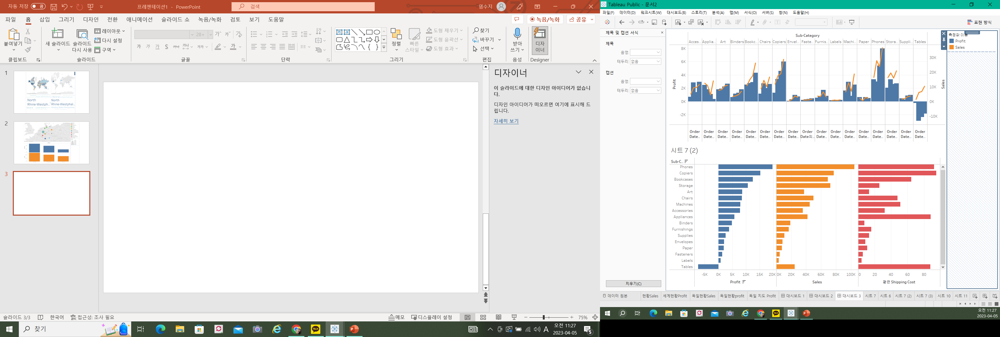 자동 저장 끔 프레젠테이션1 - PowerPoint 검색 염수지
파일 홈 삽입 그리기 디자인 전환 애니메이션 슬라이드 쇼 녹음/녹화 검토 보기 도움말 녹음/녹화 공유
붙여넣기
새 슬라이드
슬라이드 다시 사용
레이아웃
다시 설정
구역
28+
정렬
빠른 스타일
도형 채우기
도형 윤곽선
도형 효과
찾기
바꾸기
선택
받아쓰기
디자이너
클립보드 슬라이드 글꼴 단락 그리기 편집 음성 Designer
1
North North
Rhine-Westph.. Rhine-Westphal..
2
3
디자이너
이 슬라이드에 대한 디자인 아이디어가 없습니
다.
디자인 아이디어가 떠오르면 여기에 표시해 드
립니다.
자세히 보기
슬라이드 3/3 한국어 접근성: 조사 필요 메모 디스플레이 설정 75%
찾기 TALK A 오전 11:27
2023-04-05 5
Tableau Public - 문서2
파일(F) 데이터(D) 워크시트(W) 대시보드(B) 스토리(T) 분석(A) 맵(M) 서식(O) 서버(S) 창(N) 도움말(H)
표현 방식
제목 및 캡션 서식
제목
음영:
테두리: 없음
캡션
음영:
테두리: 없음
지우기(C)
Sub-Category
Acces.. Applia.. Art Binders Bookc.. Chairs Copiers Envel.. Faste.. Furnis.. Labels Machi.. Paper Phones Stora.. Suppli.. Tables
8K
6K
4K
2K
0K
-2K
Profit
30K
20K
10K
0K
-10K
Sales
Order Order Order Order Order Order Order Order Order Order Order Order Order Order Order Order Order
Date.. Date.. Date.. Date.. Date.. Date.. Date.. Date.. Date의.. Date.. Date.. Date.. Date.. Date.. Date.. Date.. Date..
측정값 이름
Profit
Sales
시트 7 (2)
Sub-C..
Phones
Copiers
Bookcases
Storage
Art
Chairs
Machines
Accessories
Appliances
Binders
Furnishings
Supplies
Envelopes
Paper
Fasteners
Labels
Tables
-5K 0K 5K 10K 15K 20K 0K 20K 40K 60K 80K 100K 0 20 40 60 80
Profit Sales 평균 Shipping Cost
데이터 원본 현황Sales 세계현황Profit 독일현황Sales 독일현황profit 독일 지도 Profit 대시보드 1 대시보드 2 대시보드 3 시트 7 시트 6 시트 7 (2) 시트 7 (3) 시트 10 시트 11
TALK 오전 11:27
2023-04-05